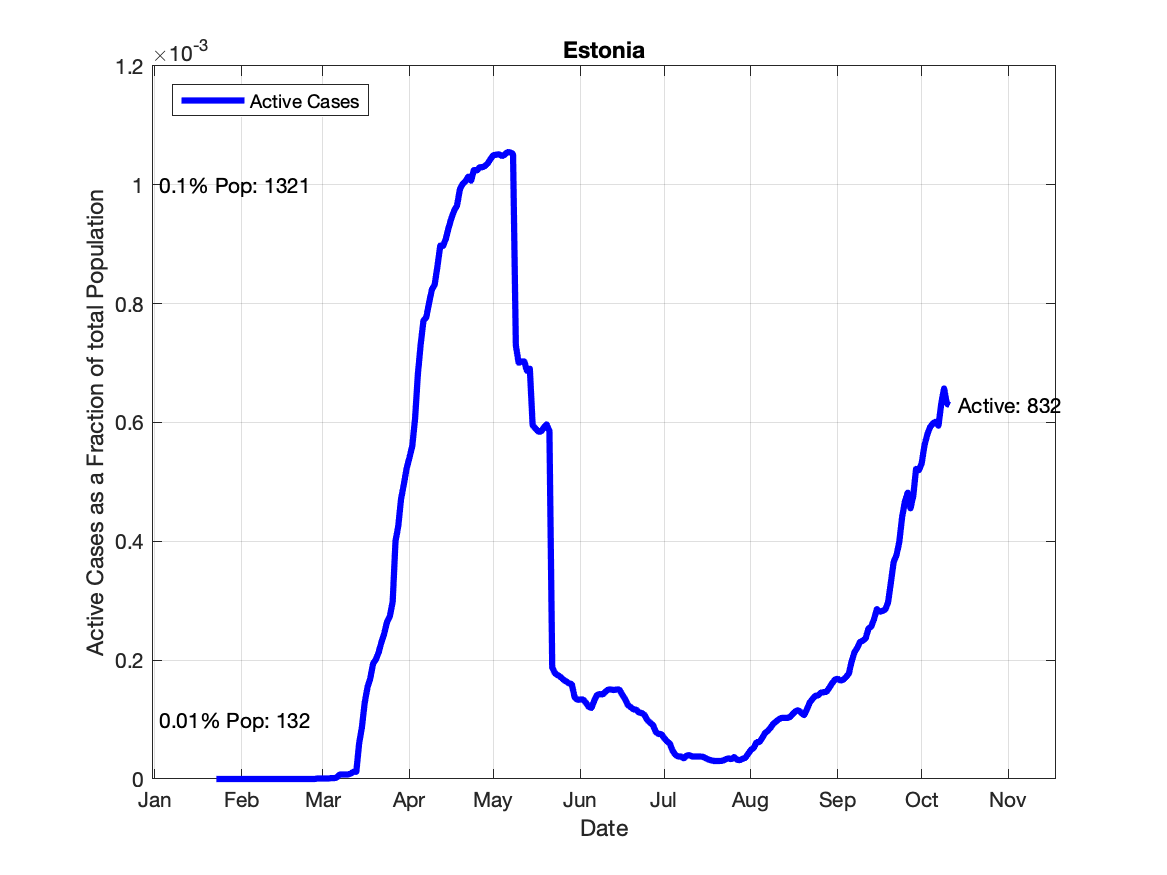 Estonia
×10-3
Active Cases
1.2
1
0.8
0.6
0.4
0.2
0
0.1% Pop: 1321
Active: 832
0.01% Pop: 132
Active Cases as a Fraction of total Population
Jan Feb Mar Apr May Jun Jul Aug Sep Oct Nov
Date